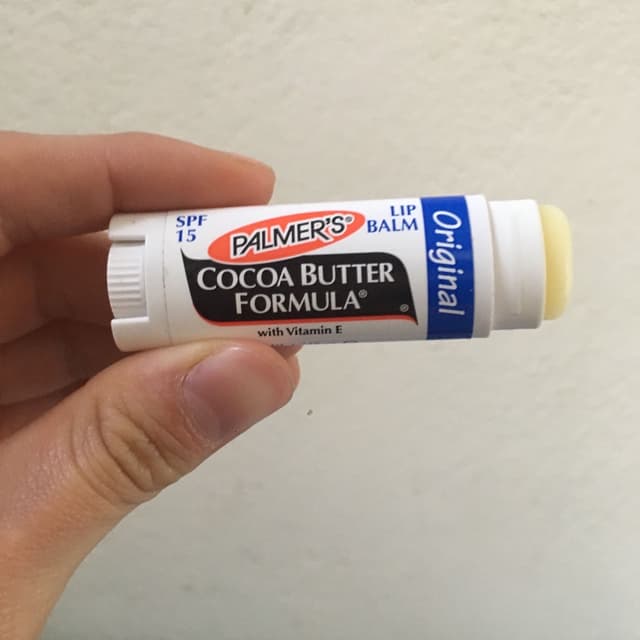 SPF
15
PALMER'S®
LIP
BALM
COCOA BUTTER
FORMULA®
®
with Vitamin E
Original